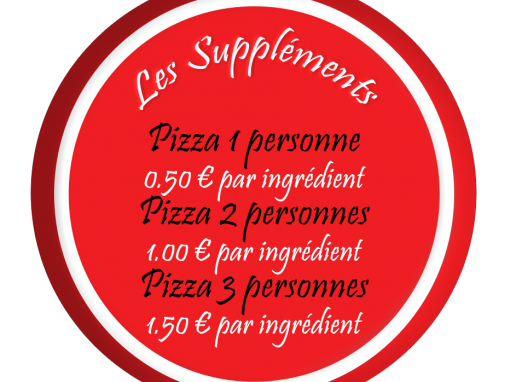 Les Suppléments
Pizza 1 personne
0.50 € par ingrédient
Pizza 2 personnes
1.00 € par ingrédient
Pizza 3 personnes
1.50 € par ingrédient